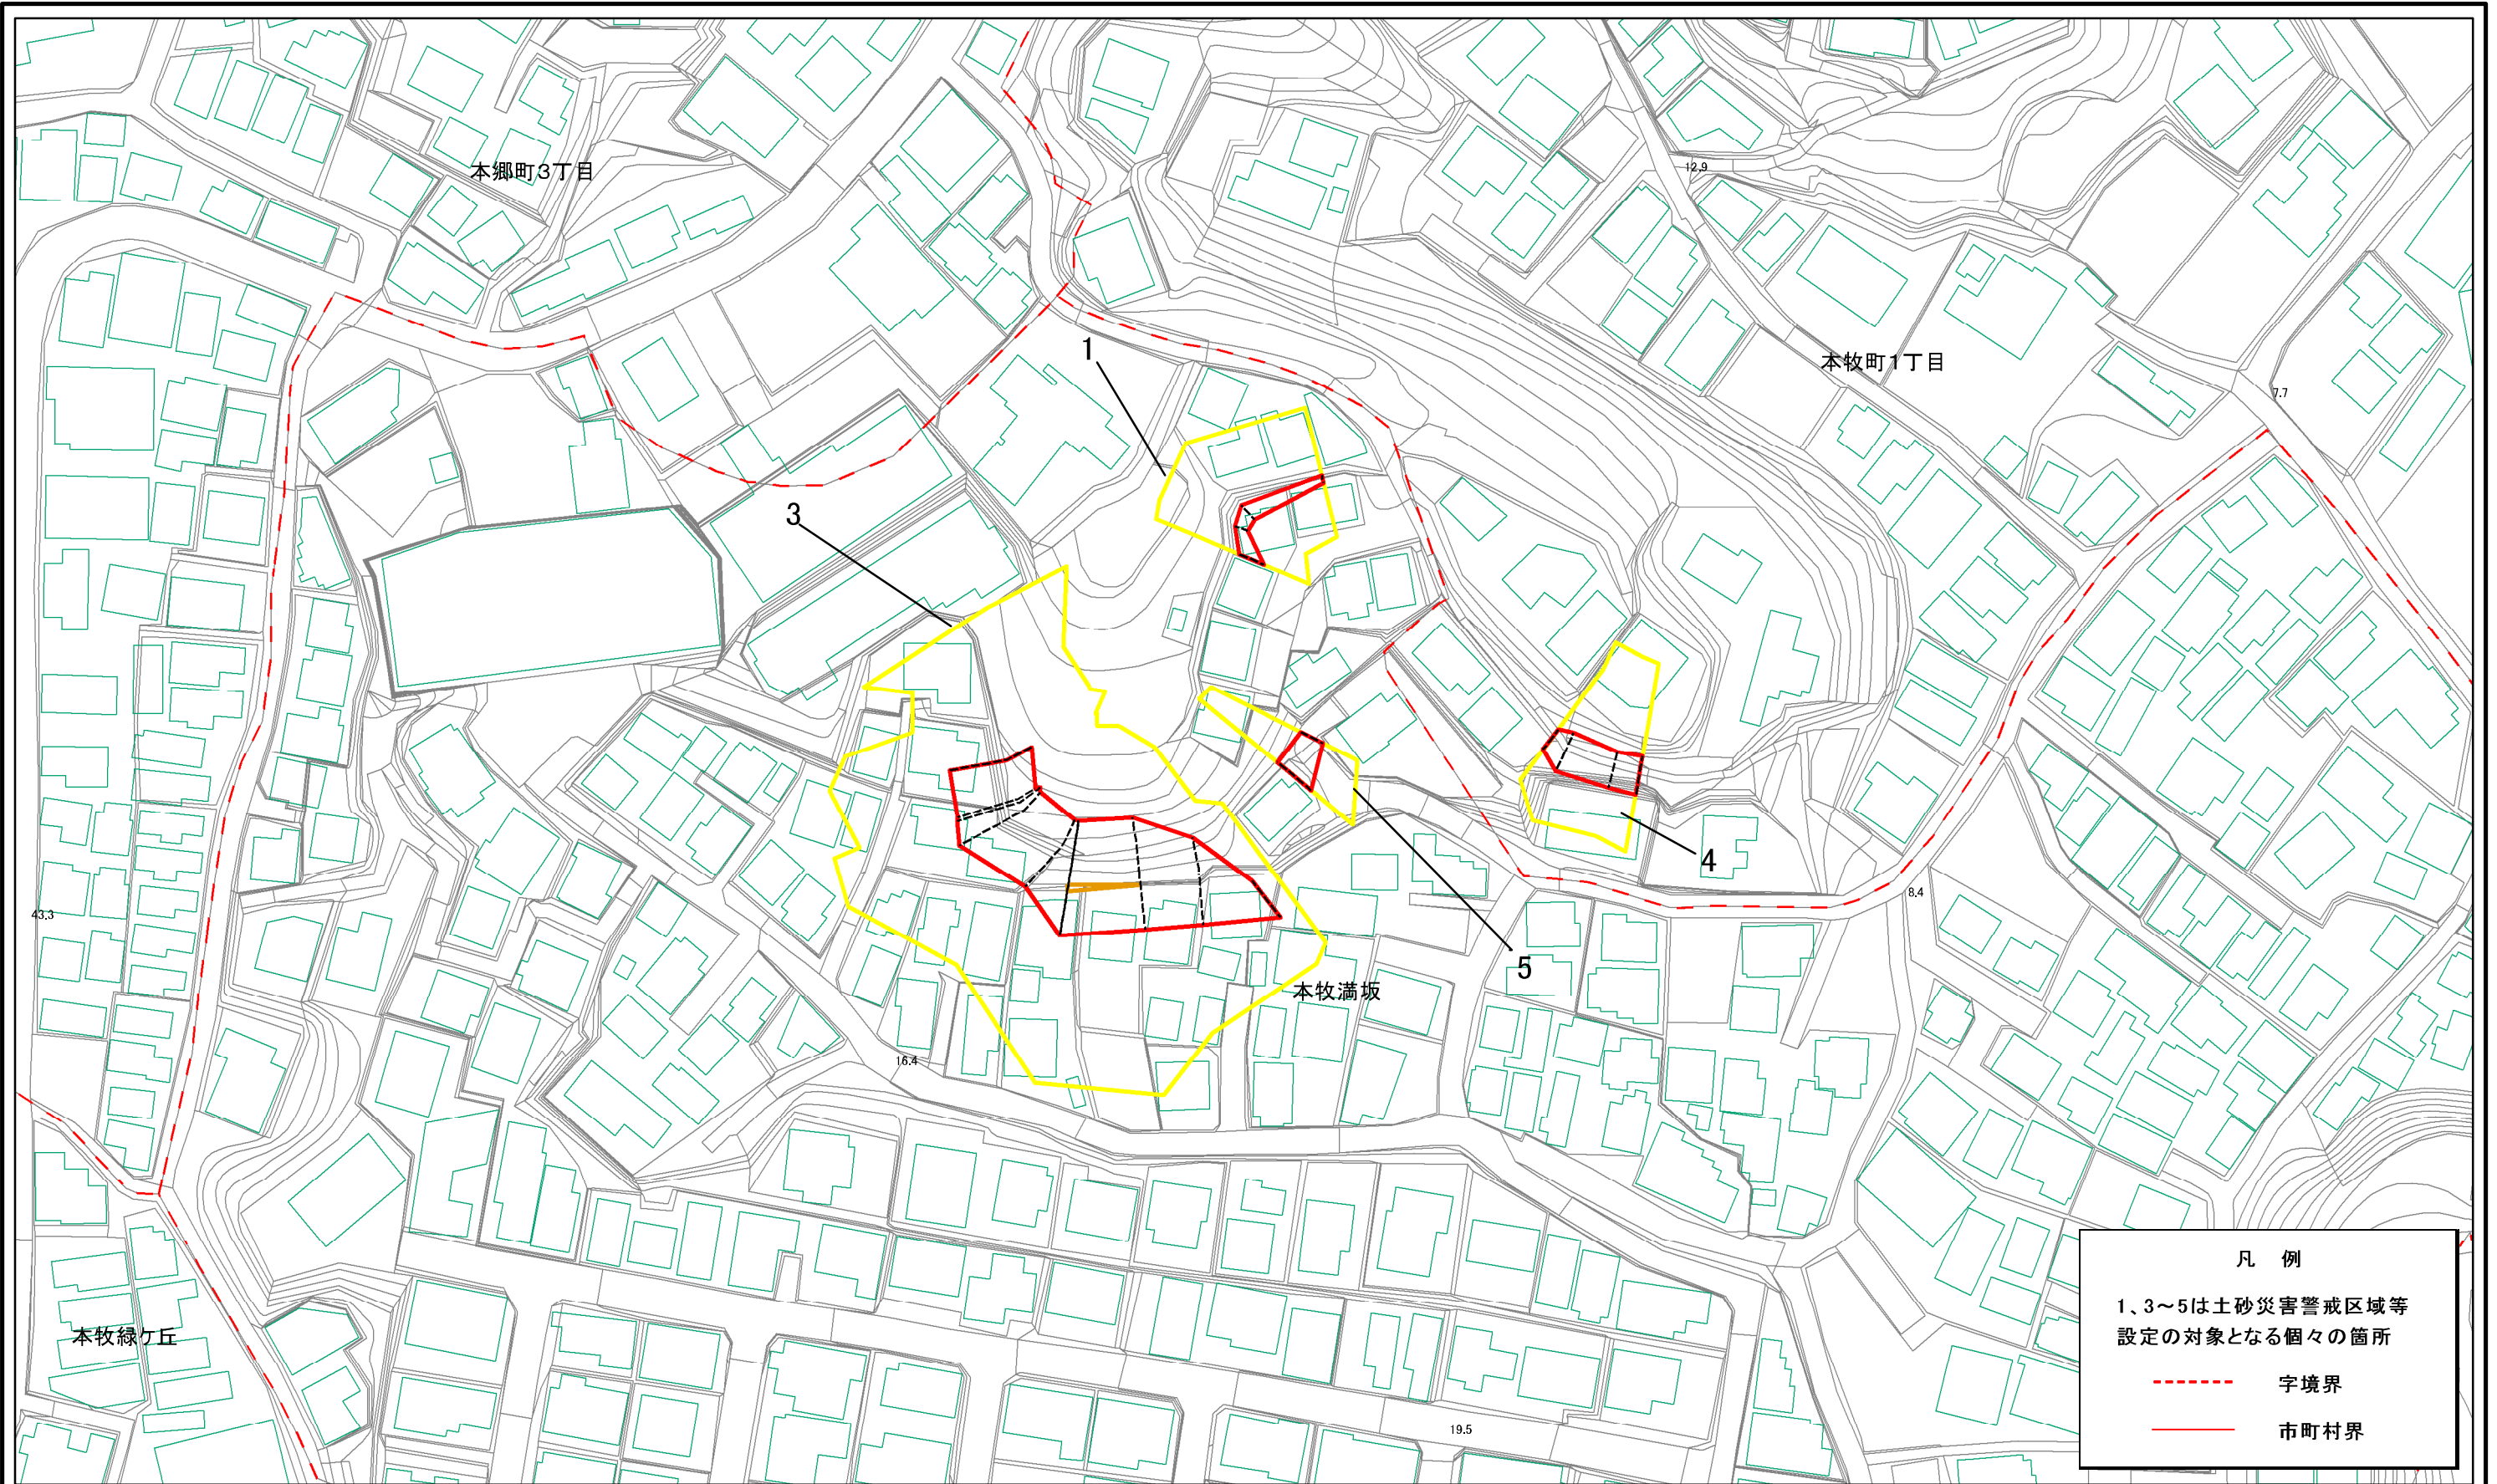 本郷町3丁目
12.9
1
本牧町1丁目
7.7
3
4
8.4
43.3
5
本牧満坂
16.4
本牧緑ケ丘
19.5
凡 例
1、3～5は土砂災害警戒区域等
設定の対象となる個々の箇所
字境界
市町村界